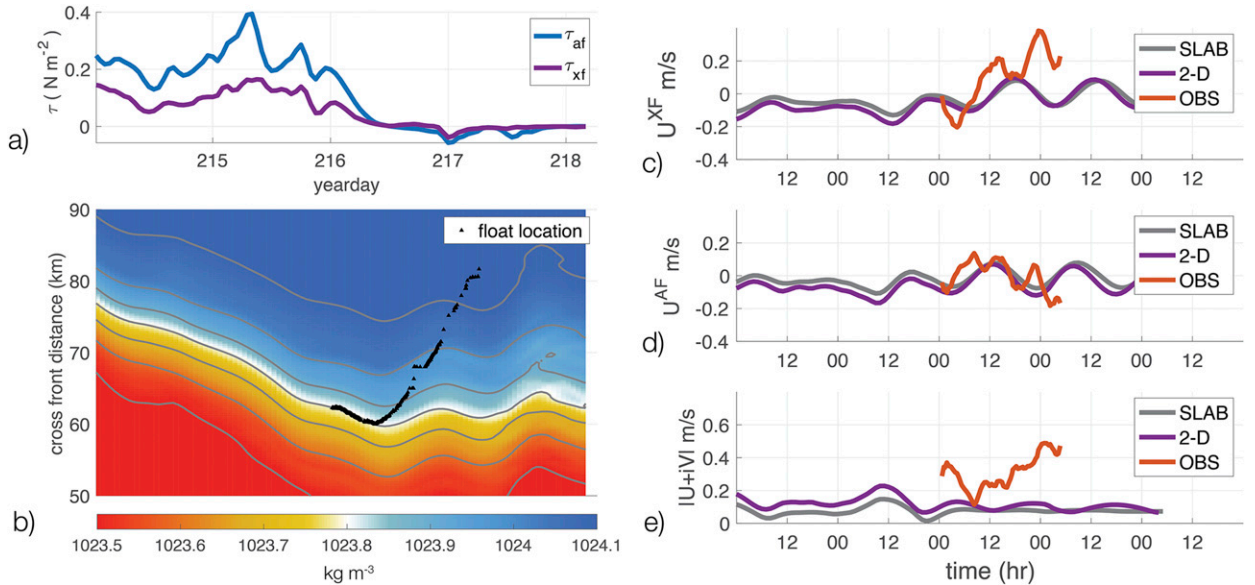 0.4
0.2
0
τ ( N m⁻²)
τaf
τxf
a)
215 216 217 218
yearday
90
80
70
60
50
cross front distance (km)
float location
b)
1023.5 1023.6 1023.7 1023.8 1023.9 1024 1024.1
kg m⁻³
0.2
0
-0.2
-0.4
U^XF m/s
SLAB
2-D
OBS
c)
12 00 12 00 12 00 12 00 12
0.2
0
-0.2
-0.4
U^AF m/s
SLAB
2-D
OBS
d)
12 00 12 00 12 00 12 00 12
0.6
0.4
0.2
0
|U+iV| m/s
SLAB
2-D
OBS
e)
12 00 12 00 12 00 12 00 12
time (hr)